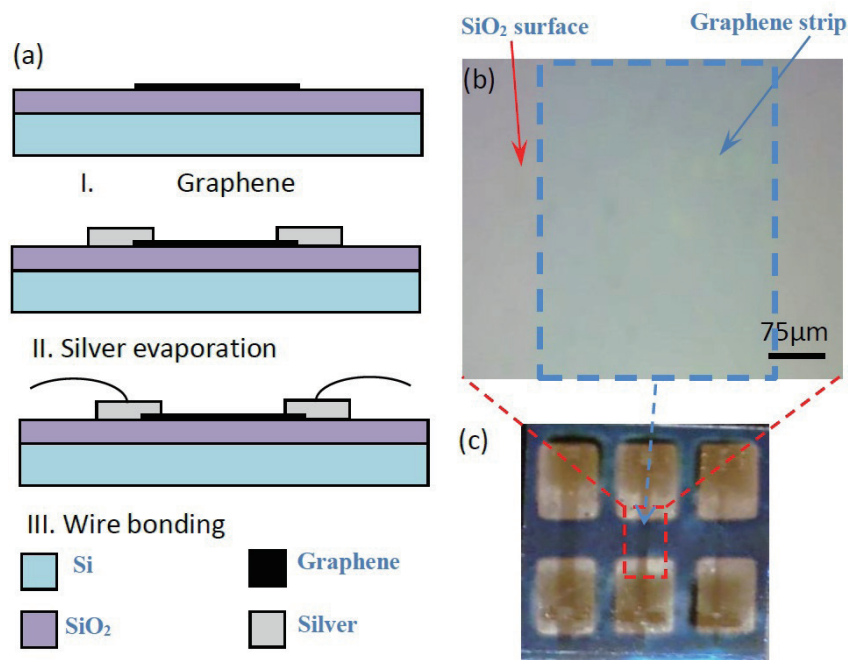 (a)
I. Graphene
II. Silver evaporation
III. Wire bonding
Si
Graphene
SiO₂
Silver
SiO₂ surface
Graphene strip
(b)
75μm
(c)